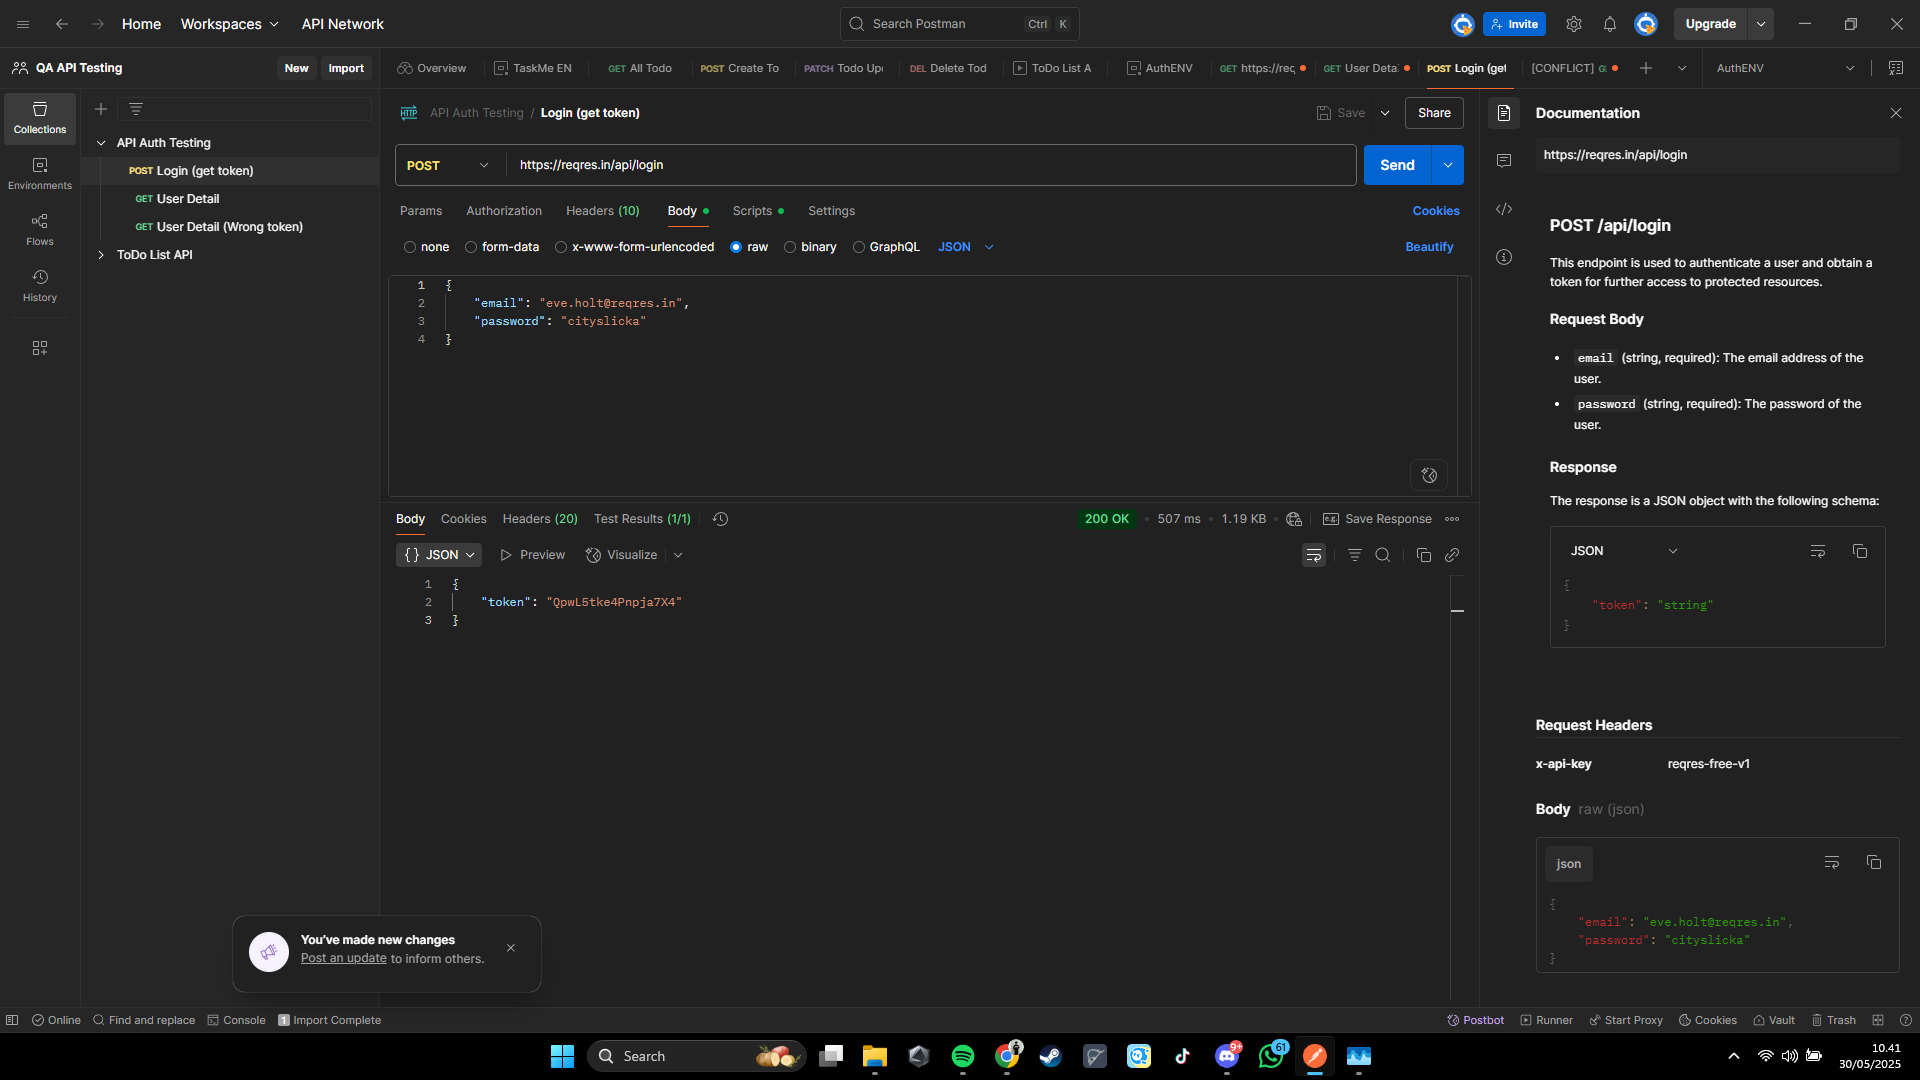 Home
Workspaces
API Network
Search Postman
Ctrl K
Invite
Upgrade
QA API Testing
New
Import
Overview
TaskMe EN
GET All Todo
POST Create To
PATCH Todo Up
DEL Delete Tod
ToDo List A
AuthENV
GET https://req
GET User Deta
POST Login (get
[CONFLICT]
AuthENV
Collections
Environments
Flows
History
API Auth Testing
POST Login (get token)
GET User Detail
GET User Detail (Wrong token)
ToDo List API
HTTP
API Auth Testing / Login (get token)
Save
Share
POST
https://reqres.in/api/login
Send
Params
Authorization
Headers (10)
Body
Scripts
Settings
Cookies
none
form-data
x-www-form-urlencoded
raw
binary
GraphQL
JSON
Beautify
1 {
2 "email": "eve.holt@reqres.in",
3 "password": "cityslicka"
4 }
Body
Cookies
Headers (20)
Test Results (1/1)
200 OK
507 ms
1.19 KB
e.g.
Save Response
{} JSON
Preview
Visualize
1 {
2 "token": "QpwL5tke4Pnpja7X4"
3 }
Documentation
https://reqres.in/api/login
POST /api/login
This endpoint is used to authenticate a user and obtain a
token for further access to protected resources.
Request Body
• email (string, required): The email address of the
user.
• password (string, required): The password of the
user.
Response
The response is a JSON object with the following schema:
JSON
{
"token": "string"
}
Request Headers
x-api-key
reqres-free-v1
Body raw (json)
json
{
"email": "eve.holt@reqres.in",
"password": "cityslicka"
}
You've made new changes
Post an update to inform others.
Online
Find and replace
Console
1 Import Complete
Postbot
Runner
Start Proxy
Cookies
Vault
Trash
Search
9+
61
10.41
30/05/2025